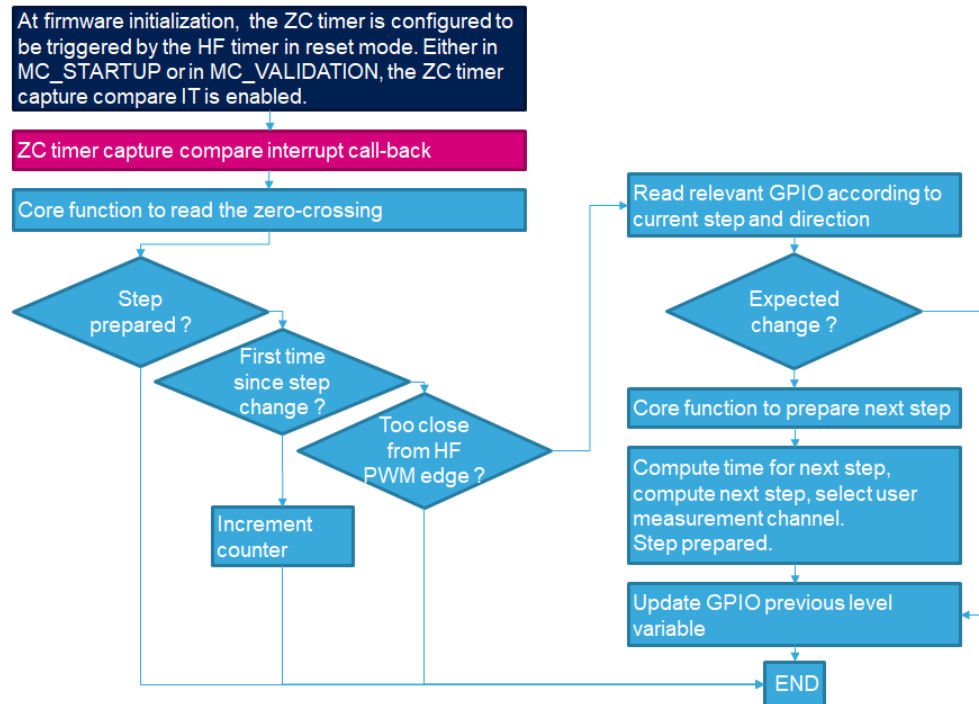 At firmware initialization, the ZC timer is configured to
be triggered by the HF timer in reset mode. Either in
MC_STARTUP or in MC_VALIDATION, the ZC timer
capture compare IT is enabled.
ZC timer capture compare interrupt call-back
Core function to read the zero-crossing
Step
prepared ?
First time
since step
change ?
Too close
from HF
PWM edge ?
Increment
counter
Read relevant GPIO according to
current step and direction
Expected
change ?
Core function to prepare next step
Compute time for next step,
compute next step, select user
measurement channel.
Step prepared.
Update GPIO previous level
variable
END